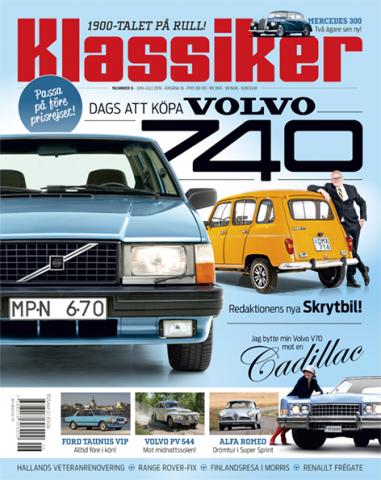 1900-TALET PÅ RULL!
MERCEDES 300
Två ägare sen ny!
Klassiker
Passa
på före
prisrejset!
DAGS ATT KÖPA VOLVO
740
MPN 6·70
Redaktionens nya Skrytbil!
Jag bytte min Volvo V70
mot en
Cadillac
FORD TAUNUS VIP
Alltid före i kön!
VOLVO PV 544
Mot midnattssolen!
ALFA ROMEO
Drömtur i Super Sprint
HÄLLANDS VETERANRENOVERING • RANGE ROVER-FIX • FINLANDSRESA I MORRIS • RENAULT FRÉGATE